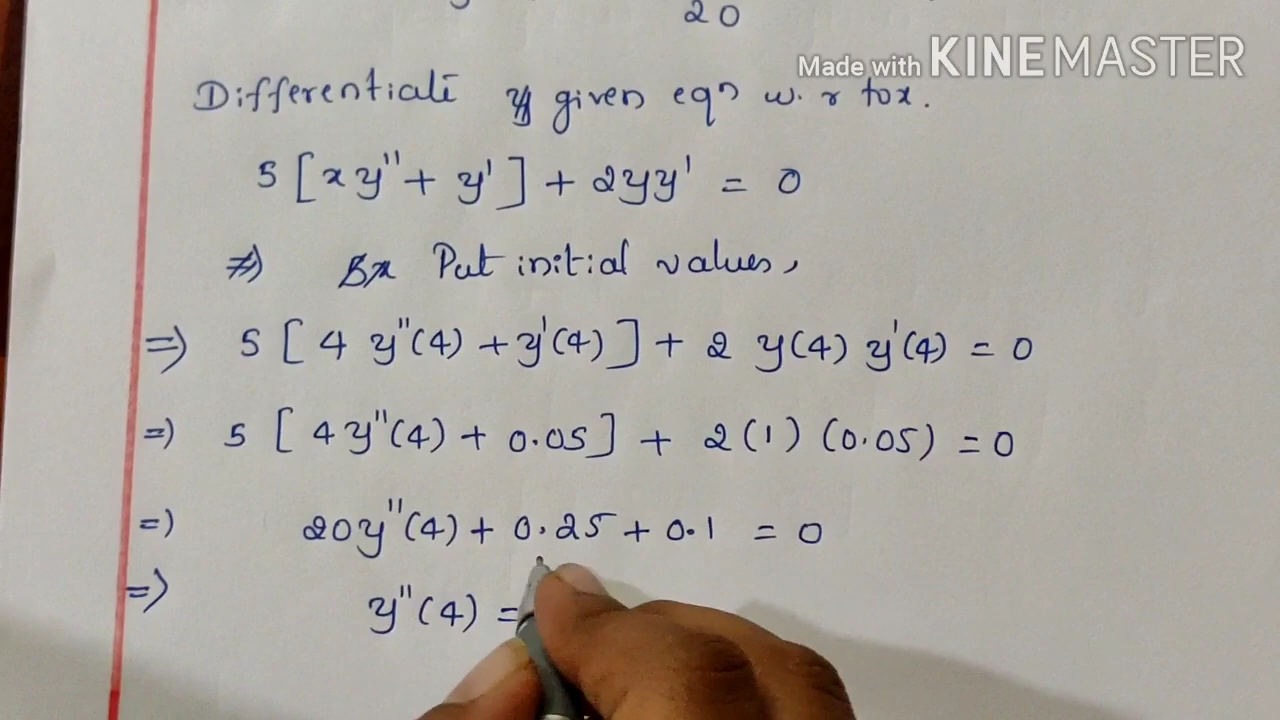 20
Made with KINEMASTER
Differentiate given eqn w. r to x.
5 [ x y'' + y' ] + 2yy' = 0
=> Put initial values,
=> 5 [ 4 y''(4) + y'(4) ] + 2 y(4) y'(4) = 0
=> 5 [ 4y''(4) + 0.05 ] + 2(1) (0.05) = 0
=> 20y''(4) + 0.25 + 0.1 = 0
=> y''(4) =